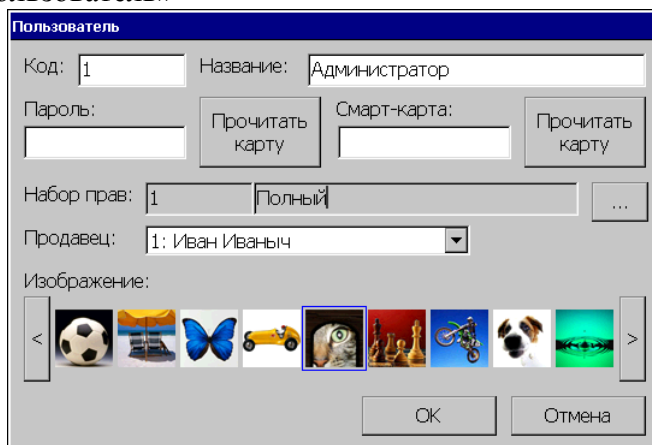 Пользователь
Код: 1 Название: Администратор
Пароль: Прочитать карту Смарт-карта: Прочитать карту
Набор прав: 1 Полный ...
Продавец: 1: Иван Иваныч
Изображение:
< >
OK Отмена